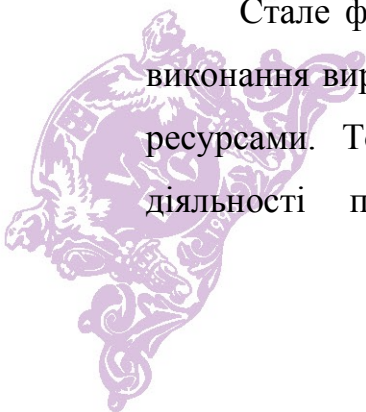 Стале ф
виконання вир
ресурсами. То
діяльності п